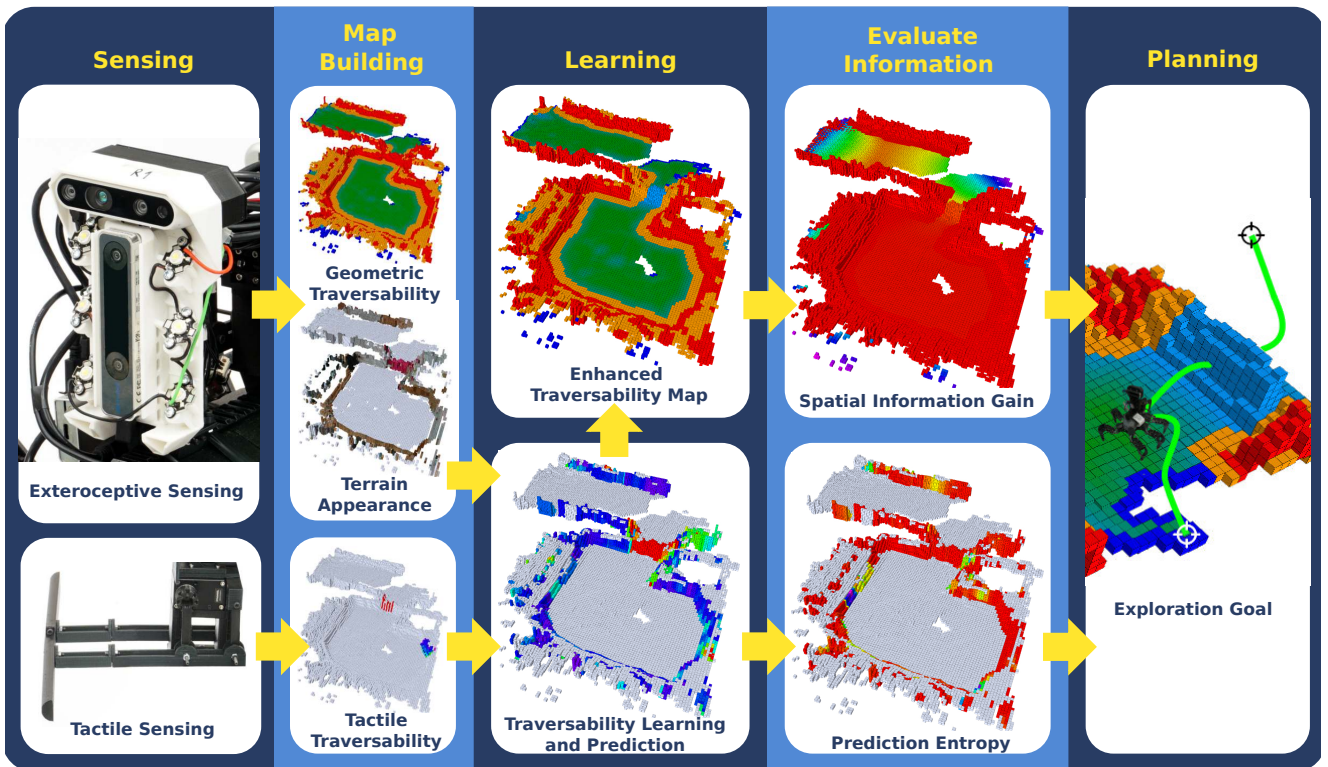 Sensing
Map
Building
Learning
Evaluate
Information
Planning
R1
Exteroceptive Sensing
Tactile Sensing
Geometric
Traversability
Terrain
Appearance
Tactile
Traversability
Enhanced
Traversability Map
Traversability Learning
and Prediction
Spatial Information Gain
Prediction Entropy
Exploration Goal